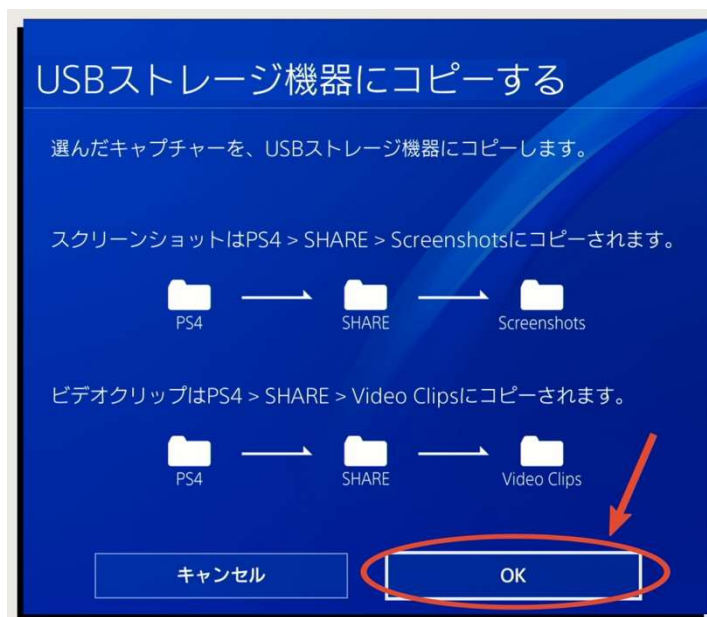 USBストレージ機器にコピーする
選んだキャプチャーを、USBストレージ機器にコピーします。
スクリーンショットはPS4 > SHARE > Screenshotsにコピーされます。
PS4 SHARE Screenshots
ビデオクリップはPS4 > SHARE > Video Clipsにコピーされます。
PS4 SHARE Video Clips
キャンセル OK